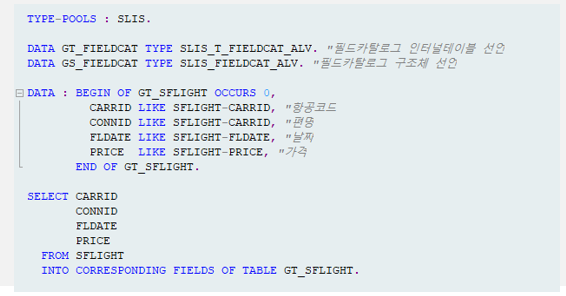 TYPE-POOLS : SLIS.
DATA GT_FIELDCAT TYPE SLIS_T_FIELDCAT_ALV. "필드카탈로그 인터널테이블 선언
DATA GS_FIELDCAT TYPE SLIS_FIELDCAT_ALV. "필드카탈로그 구조체 선언
DATA : BEGIN OF GT_SFLIGHT OCCURS 0,
CARRID LIKE SFLIGHT-CARRID, "항공코드
CONNID LIKE SFLIGHT-CONNID, "편명
FLDATE LIKE SFLIGHT-FLDATE, "날짜
PRICE LIKE SFLIGHT-PRICE, "가격
END OF GT_SFLIGHT.
SELECT CARRID
CONNID
FLDATE
PRICE
FROM SFLIGHT
INTO CORRESPONDING FIELDS OF TABLE GT_SFLIGHT.